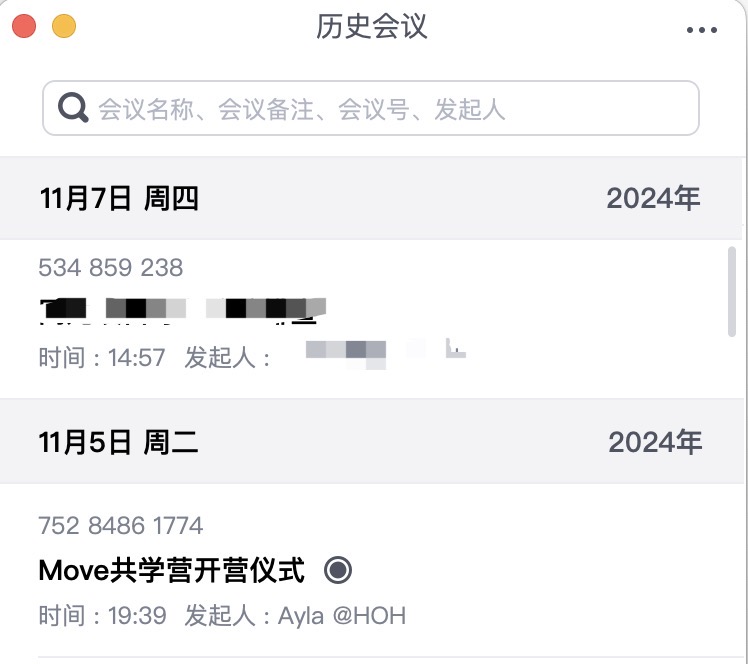 历史会议
会议名称、会议备注、会议号、发起人
11月7日 周四 2024年
534 859 238
时间：14:57 发起人：
11月5日 周二 2024年
752 8486 1774
Move共学营开营仪式
时间：19:39 发起人：Ayla @HOH